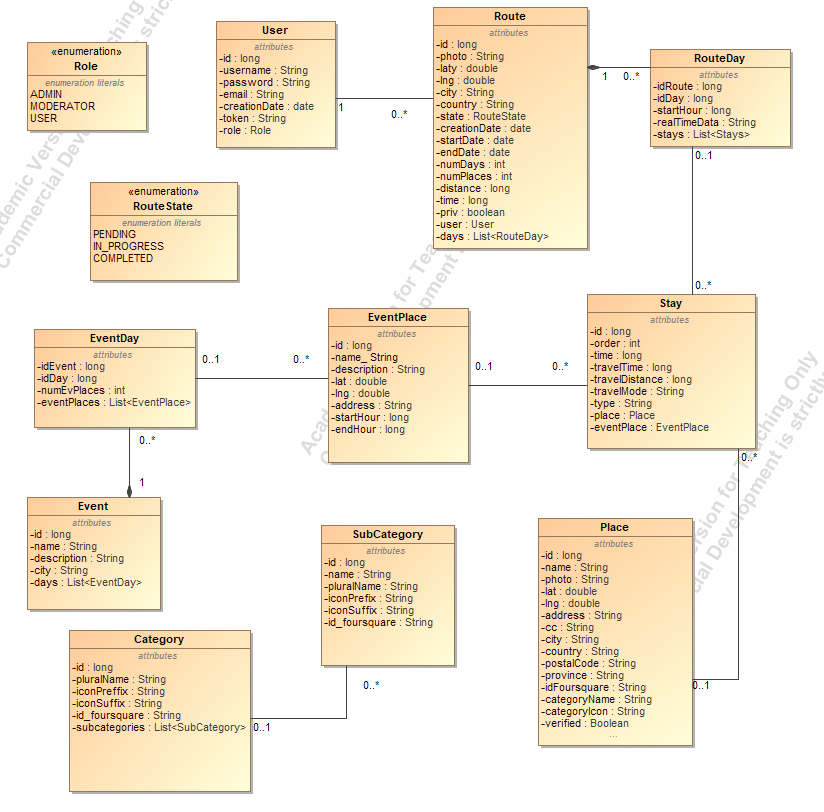 «enumeration»
Role
enumeration literals
ADMIN
MODERATOR
USER
User
attributes
-id : long
-username : String
-password : String
-email : String
-creationDate : date
-token : String
-role : Role
1
0..*
Route
attributes
-id : long
-photo : String
-laty : double
-lng : double
-city : String
-country : String
-state : RouteState
-creationDate : date
-startDate : date
-endDate : date
-numDays : int
-numPlaces : int
-distance : long
-time : long
-priv : boolean
-user : User
-days : List<RouteDay>
1
0..*
RouteDay
attributes
-idRoute : long
-idDay : long
-startHour : long
-realTimeData : String
-stays : List<Stays>
0..1
0..*
«enumeration»
RouteState
enumeration literals
PENDING
IN_PROGRESS
COMPLETED
EventDay
attributes
-idEvent : long
-idDay : long
-numEvPlaces : int
-eventPlaces : List<EventPlace>
0..1
0..*
EventPlace
attributes
-id : long
-name_ String
-description : String
-lat : double
-lng : double
-address : String
-startHour : long
-endHour : long
0..1
0..*
Stay
attributes
-id : long
-order : int
-time : long
-travelTime : long
-travelDistance : long
-travelMode : String
-type : String
-place : Place
-eventPlace : EventPlace
0..*
0..*
1
Event
attributes
-id : long
-name : String
-description : String
-city : String
-days : List<EventDay>
SubCategory
attributes
-id : long
-name : String
-pluralName : String
-iconPrefix : String
-iconSuffix : String
-id_foursquare : String
0..*
Place
attributes
-id : long
-name : String
-photo : String
-lat : double
-lng : double
-address : String
-cc : String
-city : String
-country : String
-postalCode : String
-province : String
-idFoursquare : String
-categoryName : String
-categoryIcon : String
-verified : Boolean
...
0..1
Category
attributes
-id : long
-pluralName : String
-iconPreffix : String
-iconSuffix : String
-id_foursquare : String
-subcategories : List<SubCategory>
0..1